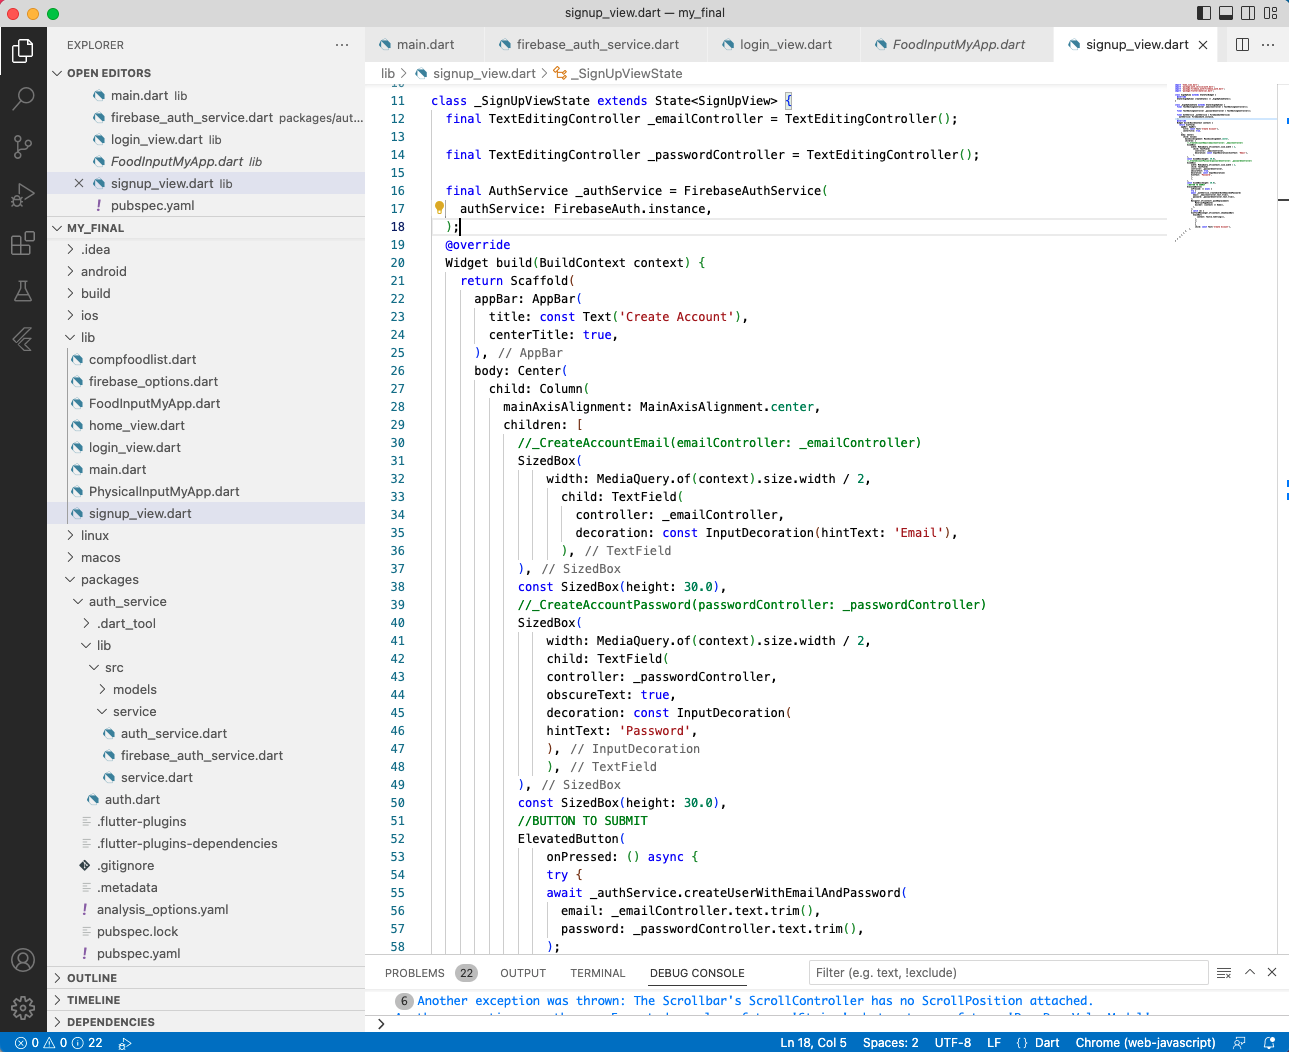 signup_view.dart — my_final
EXPLORER
OPEN EDITORS
main.dart lib
firebase_auth_service.dart packages/aut...
login_view.dart lib
FoodInputMyApp.dart lib
signup_view.dart lib
! pubspec.yaml
MY_FINAL
.idea
android
build
ios
lib
compfoodlist.dart
firebase_options.dart
FoodInputMyApp.dart
home_view.dart
login_view.dart
main.dart
PhysicalInputMyApp.dart
signup_view.dart
linux
macos
packages
auth_service
.dart_tool
lib
src
models
service
auth_service.dart
firebase_auth_service.dart
service.dart
auth.dart
.flutter-plugins
.flutter-plugins-dependencies
.gitignore
.metadata
! analysis_options.yaml
pubspec.lock
! pubspec.yaml
OUTLINE
TIMELINE
DEPENDENCIES
main.dart firebase_auth_service.dart login_view.dart FoodInputMyApp.dart signup_view.dart
lib > signup_view.dart > _SignUpViewState
11 class _SignUpViewState extends State<SignUpView> {
12 final TextEditingController _emailController = TextEditingController();
13
14 final TextEditingController _passwordController = TextEditingController();
15
16 final AuthService _authService = FirebaseAuthService(
17 authService: FirebaseAuth.instance,
18 );
19 @override
20 Widget build(BuildContext context) {
21 return Scaffold(
22 appBar: AppBar(
23 title: const Text('Create Account'),
24 centerTitle: true,
25 ), // AppBar
26 body: Center(
27 child: Column(
28 mainAxisAlignment: MainAxisAlignment.center,
29 children: [
30 //_CreateAccountEmail(emailController: _emailController)
31 SizedBox(
32 width: MediaQuery.of(context).size.width / 2,
33 child: TextField(
34 controller: _emailController,
35 decoration: const InputDecoration(hintText: 'Email'),
36 ), // TextField
37 ), // SizedBox
38 const SizedBox(height: 30.0),
39 //_CreateAccountPassword(passwordController: _passwordController)
40 SizedBox(
41 width: MediaQuery.of(context).size.width / 2,
42 child: TextField(
43 controller: _passwordController,
44 obscureText: true,
45 decoration: const InputDecoration(
46 hintText: 'Password',
47 ), // InputDecoration
48 ), // TextField
49 ), // SizedBox
50 const SizedBox(height: 30.0),
51 //BUTTON TO SUBMIT
52 ElevatedButton(
53 onPressed: () async {
54 try {
55 await _authService.createUserWithEmailAndPassword(
56 email: _emailController.text.trim(),
57 password: _passwordController.text.trim(),
58 );
PROBLEMS 22 OUTPUT TERMINAL DEBUG CONSOLE Filter (e.g. text, !exclude)
6 Another exception was thrown: The Scrollbar's ScrollController has no ScrollPosition attached.
>
0 0 22 Ln 18, Col 5 Spaces: 2 UTF-8 LF {} Dart Chrome (web-javascript)